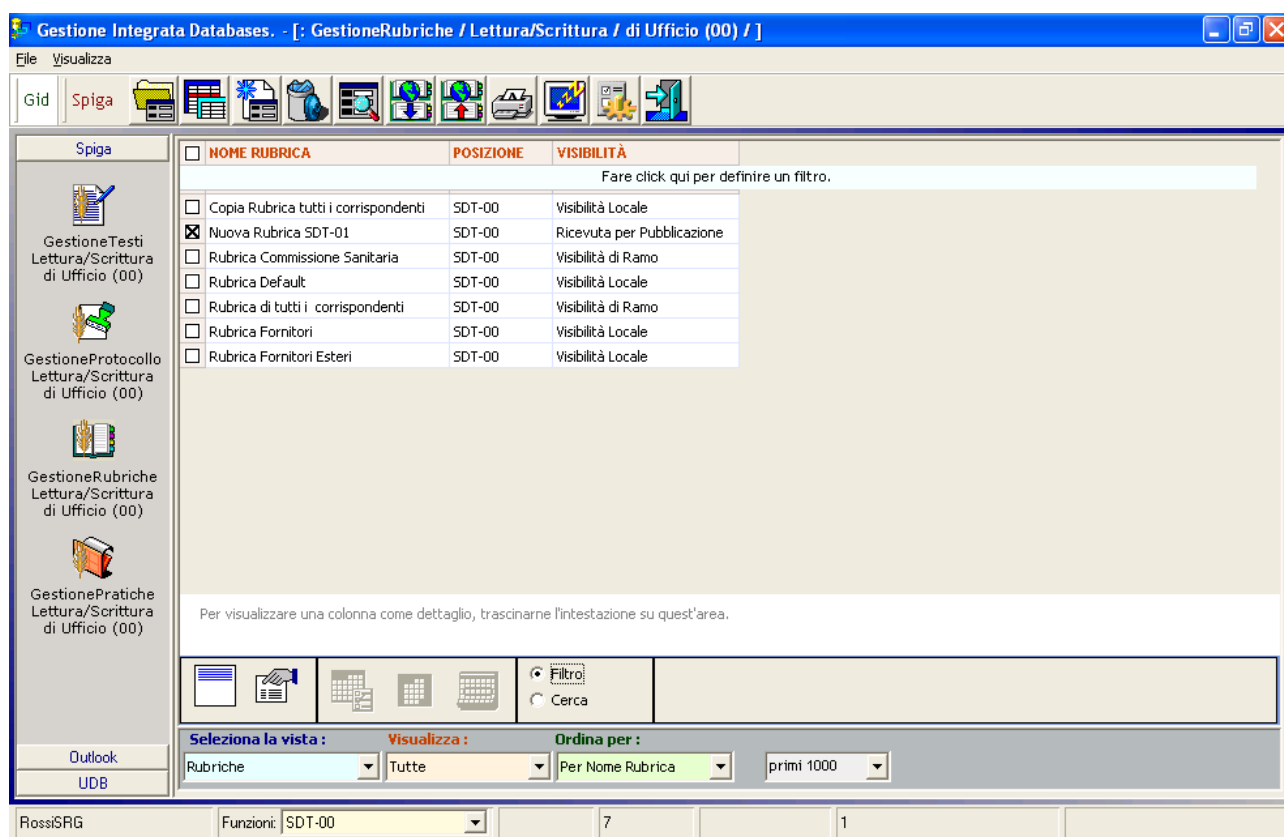 Gestione Integrata Databases. - [: GestioneRubriche / Lettura/Scrittura / di Ufficio (00) / ]
File Visualizza
Gid Spiga
Spiga
GestioneTesti
Lettura/Scrittura
di Ufficio (00)
GestioneProtocollo
Lettura/Scrittura
di Ufficio (00)
GestioneRubriche
Lettura/Scrittura
di Ufficio (00)
GestionePratiche
Lettura/Scrittura
di Ufficio (00)
Outlook
UDB
NOME RUBRICA POSIZIONE VISIBILITÀ
Fare click qui per definire un filtro.
Copia Rubrica tutti i corrispondenti SDT-00 Visibilità Locale
Nuova Rubrica SDT-01 SDT-00 Ricevuta per Pubblicazione
Rubrica Commissione Sanitaria SDT-00 Visibilità di Ramo
Rubrica Default SDT-00 Visibilità Locale
Rubrica di tutti i corrispondenti SDT-00 Visibilità di Ramo
Rubrica Fornitori SDT-00 Visibilità Locale
Rubrica Fornitori Esteri SDT-00 Visibilità Locale
Per visualizzare una colonna come dettaglio, trascinarne l'intestazione su quest'area.
Filtro
Cerca
Seleziona la vista : Visualizza : Ordina per :
Rubriche Tutte Per Nome Rubrica primi 1000
RossiSRG Funzioni: SDT-00 7 1